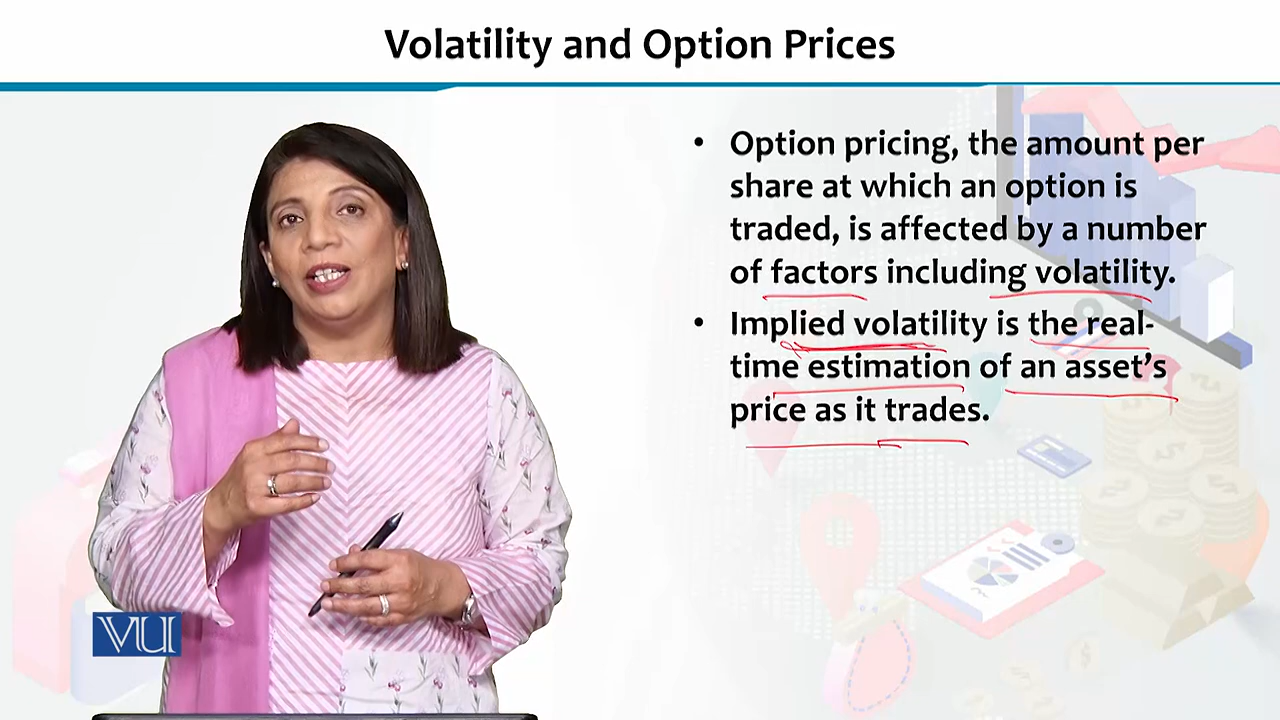 Volatility and Option Prices
• Option pricing, the amount per
share at which an option is
traded, is affected by a number
of factors including volatility.
• Implied volatility is the real-
time estimation of an asset's
price as it trades.
VU